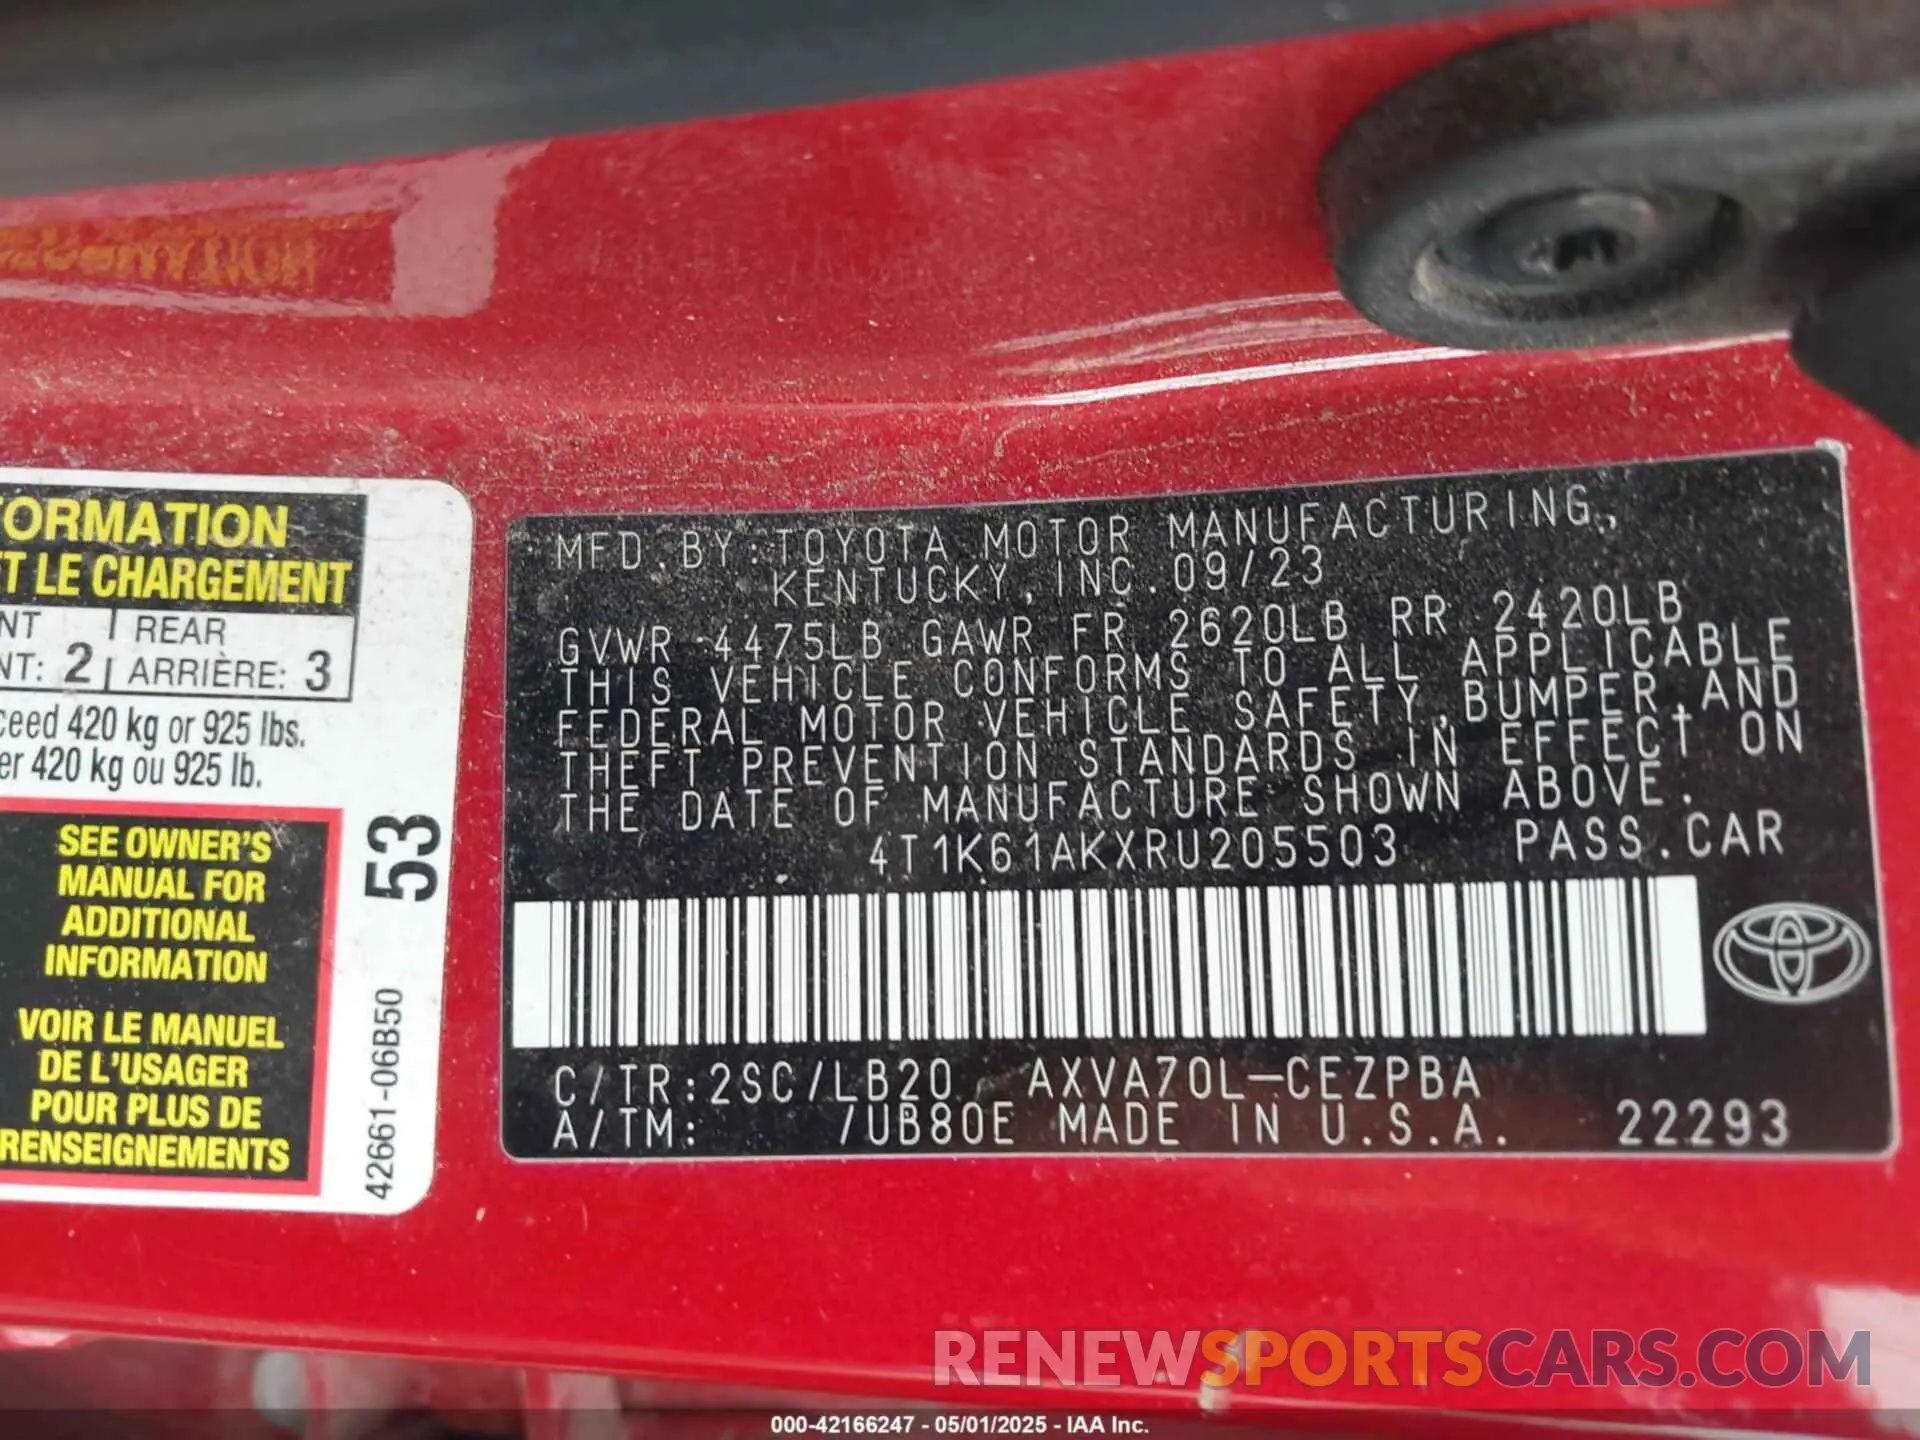 FORMATION
ET LE CHARGEMENT
NT REAR
NT: 2 ARRIÈRE: 3
ceed 420 kg or 925 lbs.
er 420 kg ou 925 lb.
SEE OWNER'S
MANUAL FOR
ADDITIONAL
INFORMATION
VOIR LE MANUEL
DE L'USAGER
POUR PLUS DE
RENSEIGNEMENTS
53
42661-06B50
MFD.BY:TOYOTA MOTOR MANUFACTURING,
KENTUCKY,INC.09/23
GVWR 4475LB GAWR FR 2620LB RR 2420LB
THIS VEHICLE CONFORMS TO ALL APPLICABLE
FEDERAL MOTOR VEHICLE SAFETY,BUMPER,AND
THEFT PREVENTION STANDARDS IN EFFECT ON
THE DATE OF MANUFACTURE SHOWN ABOVE.
4T1K61AKXRU205503 PASS.CAR
C/TR:2SC/LB20 AXVA70L-CEZPBA
A/TM: /UB80E MADE IN U.S.A. 22293
RENEWSPORTSCARS.COM
000-42166247 - 05/01/2025 - IAA Inc.